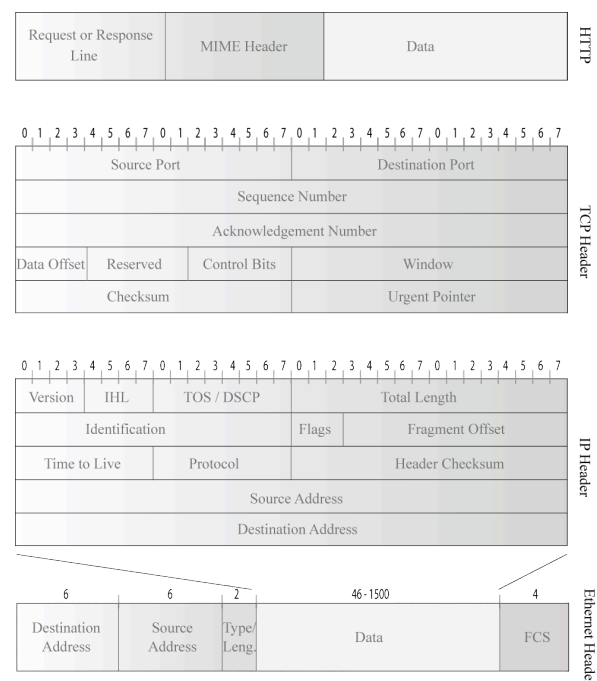 Request or Response
Line
MIME Header
Data
HTTP
0 1 2 3 4 5 6 7 0 1 2 3 4 5 6 7 0 1 2 3 4 5 6 7 0 1 2 3 4 5 6 7
Source Port
Destination Port
Sequence Number
Acknowledgement Number
Data Offset
Reserved
Control Bits
Window
Checksum
Urgent Pointer
TCP Header
0 1 2 3 4 5 6 7 0 1 2 3 4 5 6 7 0 1 2 3 4 5 6 7 0 1 2 3 4 5 6 7
Version
IHL
TOS / DSCP
Total Length
Identification
Flags
Fragment Offset
Time to Live
Protocol
Header Checksum
Source Address
Destination Address
IP Header
6 6 2 46 - 1500 4
Destination
Address
Source
Address
Type/
Leng.
Data
FCS
Ethernet Heade